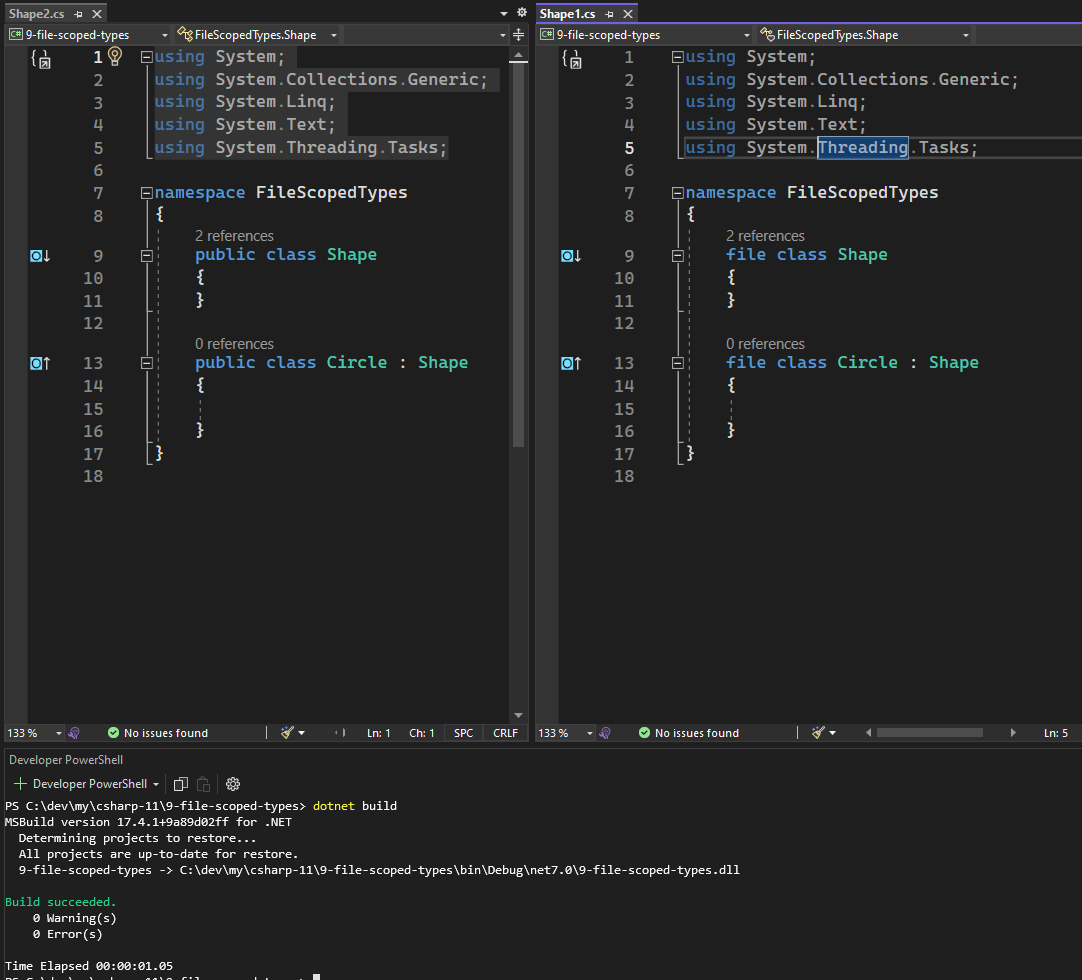 Shape2.cs
C# 9-file-scoped-types FileScopedTypes.Shape
1 using System;
2 using System.Collections.Generic;
3 using System.Linq;
4 using System.Text;
5 using System.Threading.Tasks;
6
7 namespace FileScopedTypes
8 {
2 references
9 public class Shape
10 {
11 }
12
0 references
13 public class Circle : Shape
14 {
15
16 }
17 }
18
133 % No issues found Ln: 1 Ch: 1 SPC CRLF
Shape1.cs
C# 9-file-scoped-types FileScopedTypes.Shape
1 using System;
2 using System.Collections.Generic;
3 using System.Linq;
4 using System.Text;
5 using System.Threading.Tasks;
6
7 namespace FileScopedTypes
8 {
2 references
9 file class Shape
10 {
11 }
12
0 references
13 file class Circle : Shape
14 {
15
16 }
17 }
18
133 % No issues found Ln: 5
Developer PowerShell
Developer PowerShell
PS C:\dev\my\csharp-11\9-file-scoped-types> dotnet build
MSBuild version 17.4.1+9a89d02ff for .NET
Determining projects to restore...
All projects are up-to-date for restore.
9-file-scoped-types -> C:\dev\my\csharp-11\9-file-scoped-types\bin\Debug\net7.0\9-file-scoped-types.dll
Build succeeded.
0 Warning(s)
0 Error(s)
Time Elapsed 00:00:01.05